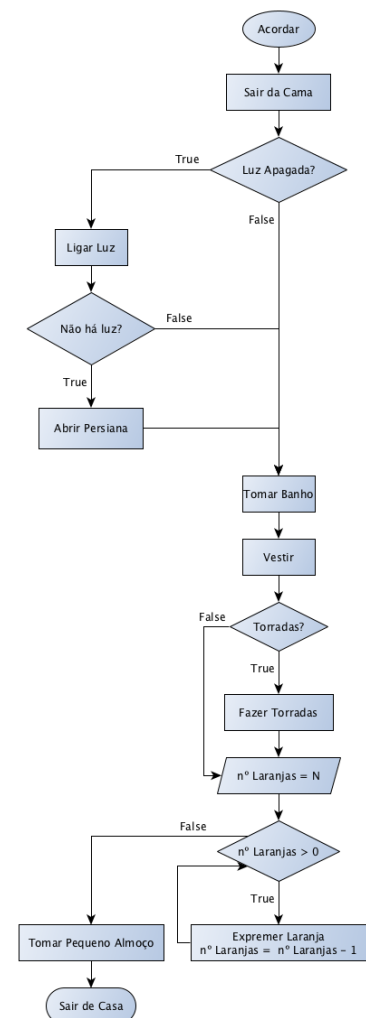 Acordar
Sair da Cama
True
Luz Apagada?
False
Ligar Luz
Não há luz?
False
True
Abrir Persiana
Tomar Banho
Vestir
False
Torradas?
True
Fazer Torradas
nº Laranjas = N
False
nº Laranjas > 0
True
Expremer Laranja
nº Laranjas = nº Laranjas - 1
Tomar Pequeno Almoço
Sair de Casa